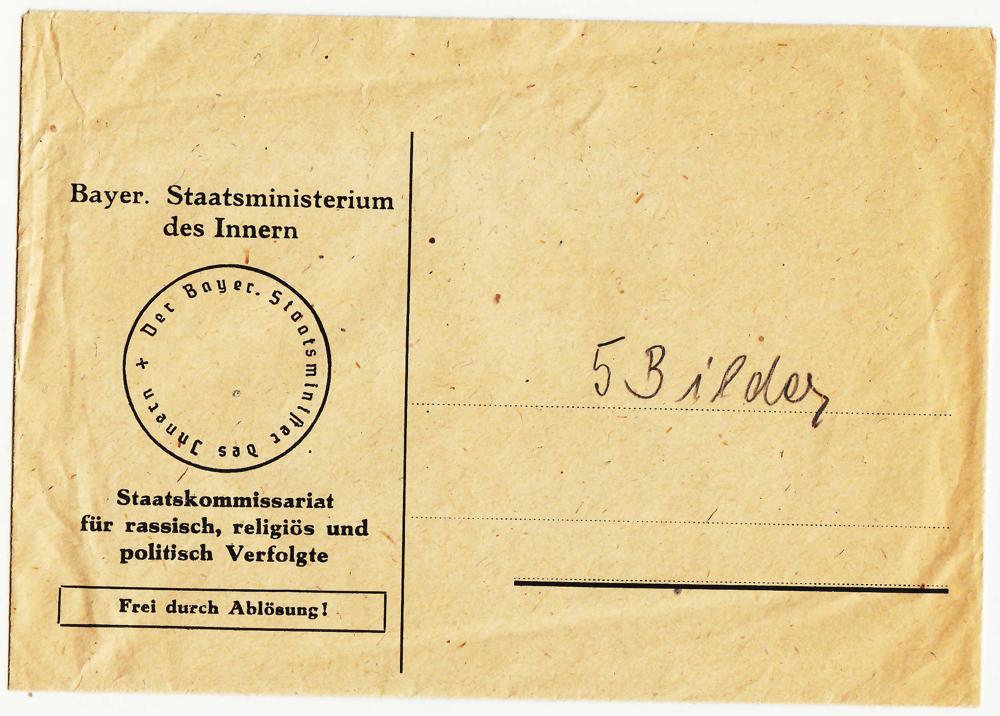 Bayer. Staatsministerium
des Innern
Der Bayer. Staatsminister des Innern +
Staatskommissariat
für rassisch, religiös und
politisch Verfolgte
Frei durch Ablösung!
5 Bilder